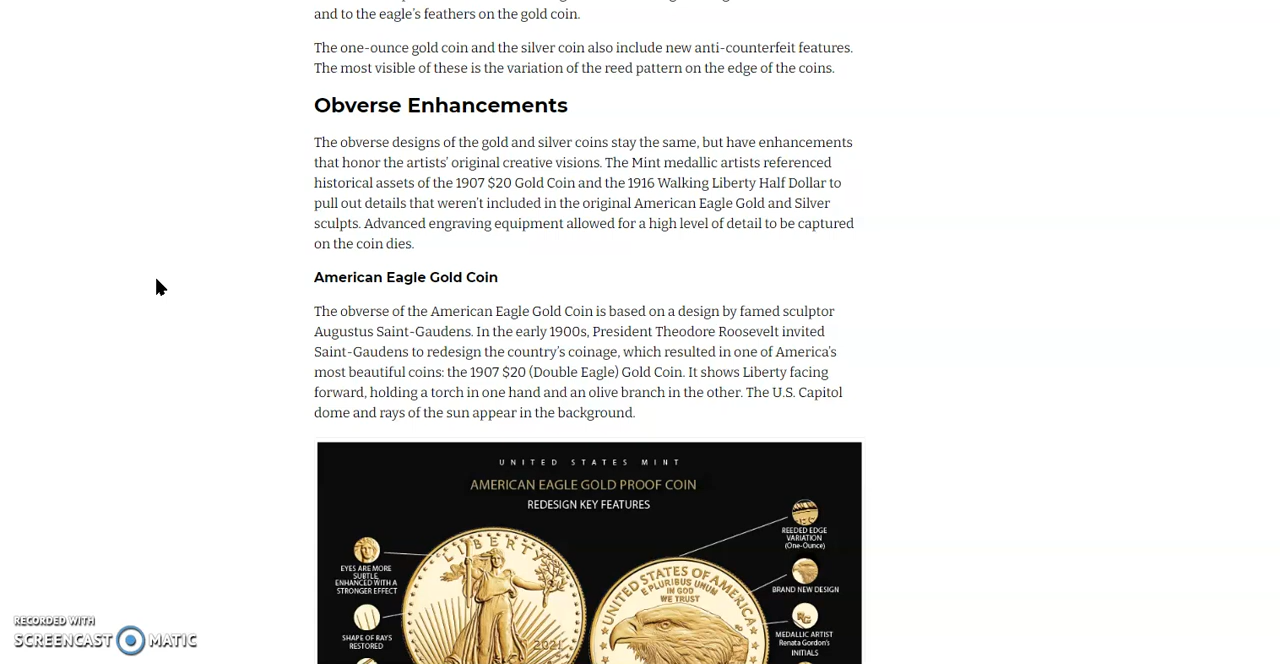 and to the eagle's feathers on the gold coin.
The one-ounce gold coin and the silver coin also include new anti-counterfeit features.
The most visible of these is the variation of the reed pattern on the edge of the coins.
Obverse Enhancements
The obverse designs of the gold and silver coins stay the same, but have enhancements
that honor the artists' original creative visions. The Mint medallic artists referenced
historical assets of the 1907 $20 Gold Coin and the 1916 Walking Liberty Half Dollar to
pull out details that weren't included in the original American Eagle Gold and Silver
sculpts. Advanced engraving equipment allowed for a high level of detail to be captured
on the coin dies.
American Eagle Gold Coin
The obverse of the American Eagle Gold Coin is based on a design by famed sculptor
Augustus Saint-Gaudens. In the early 1900s, President Theodore Roosevelt invited
Saint-Gaudens to redesign the country's coinage, which resulted in one of America's
most beautiful coins: the 1907 $20 (Double Eagle) Gold Coin. It shows Liberty facing
forward, holding a torch in one hand and an olive branch in the other. The U.S. Capitol
dome and rays of the sun appear in the background.
UNITED STATES MINT
AMERICAN EAGLE GOLD PROOF COIN
REDESIGN KEY FEATURES
EYES ARE MORE
SUBTLE;
ENHANCED WITH A
STRONGER EFFECT
SHAPE OF RAYS
RESTORED
LIBERTY
2021
UNITED STATES OF AMERICA
E PLURIBUS UNUM
IN GOD
WE TRUST
REEDED EDGE
VARIATION
(One-Ounce)
BRAND NEW DESIGN
RG
MEDALLIC ARTIST
Renata Gordon's
INITIALS
RECORDED WITH
SCREENCAST MATIC